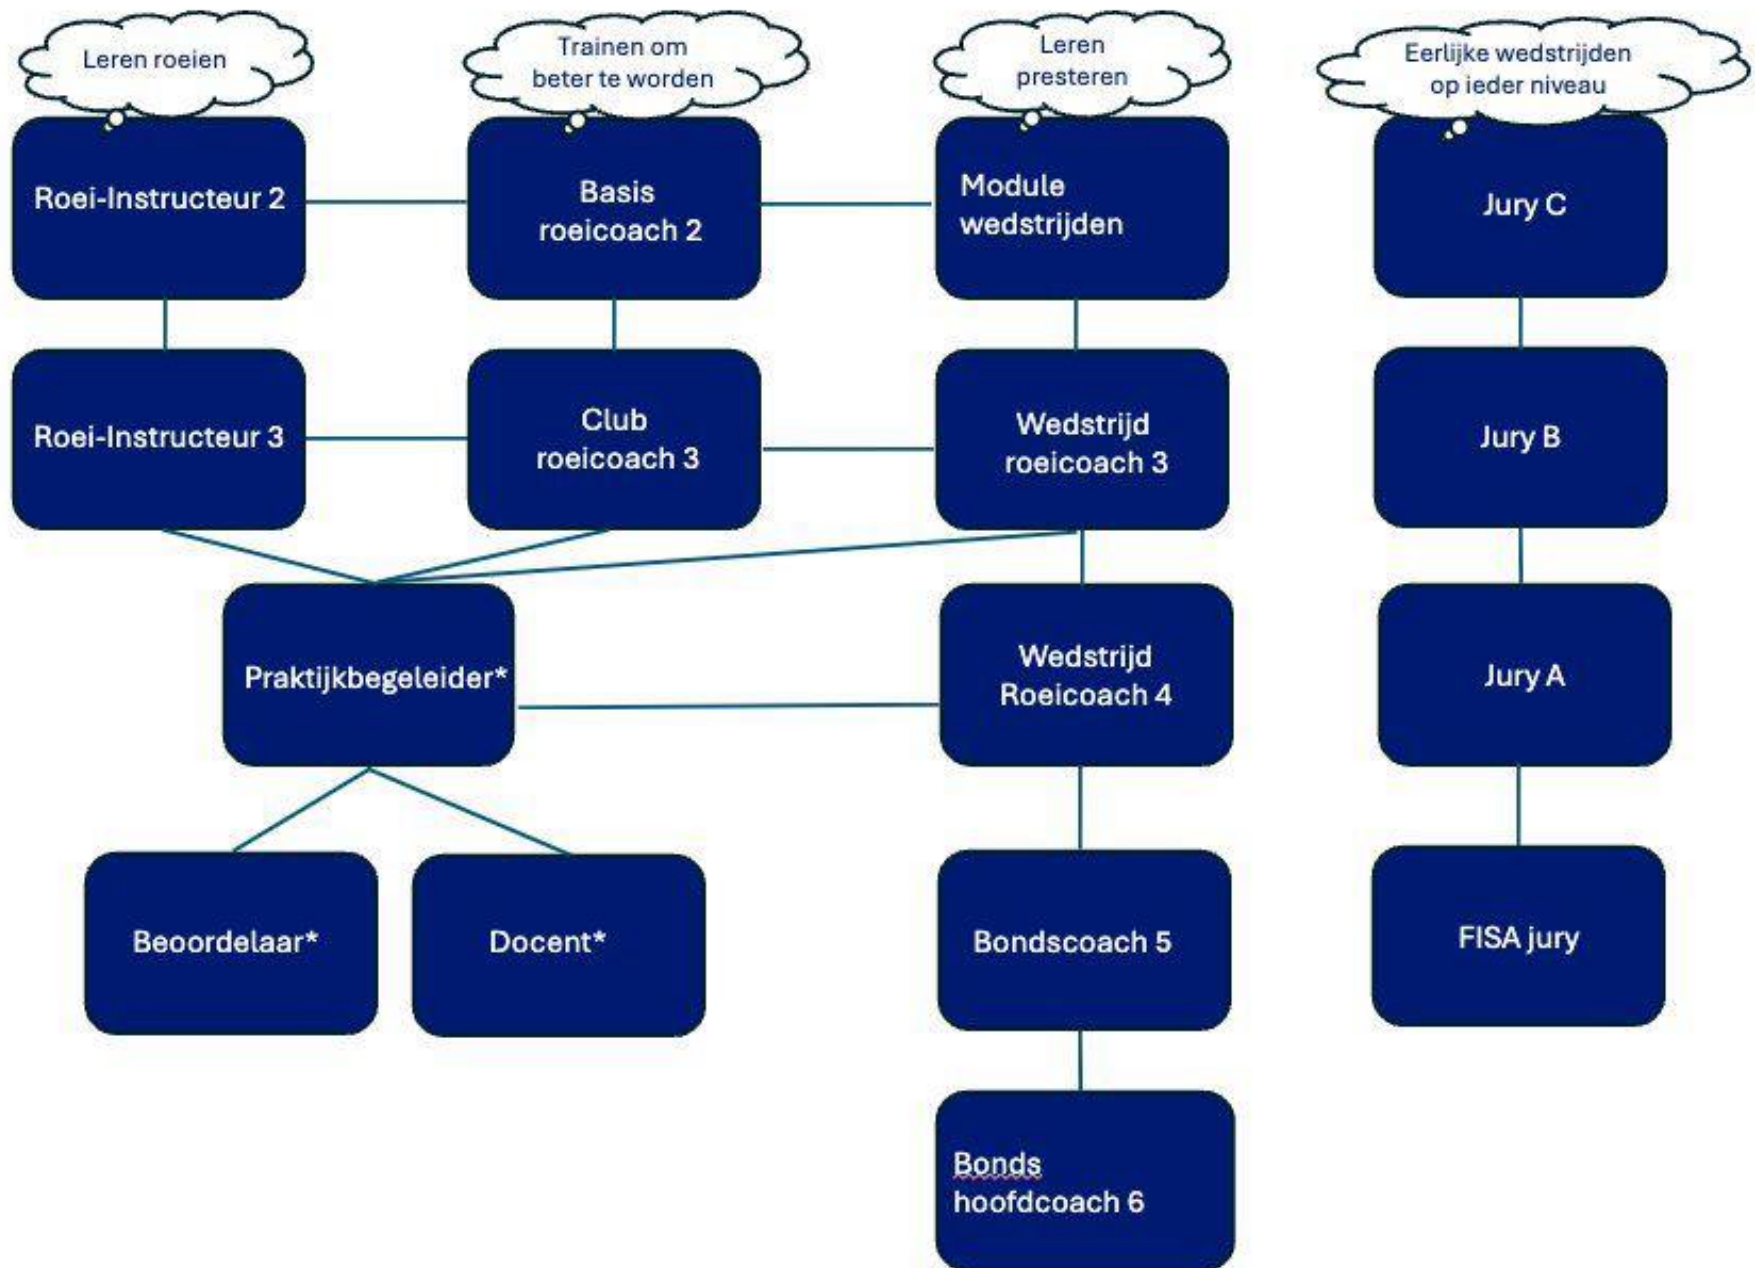 Leren roeien
Trainen om
beter te worden
Leren
presteren
Eerlijke wedstrijden
op ieder niveau
Roei-Instructeur 2
Basis
roeicoach 2
Module
wedstrijden
Jury C
Roei-Instructeur 3
Club
roeicoach 3
Wedstrijd
roeicoach 3
Jury B
Praktijkbegeleider*
Wedstrijd
Roeicoach 4
Jury A
Beoordelaar*
Docent*
Bondscoach 5
FISA jury
Bonds
hoofdcoach 6